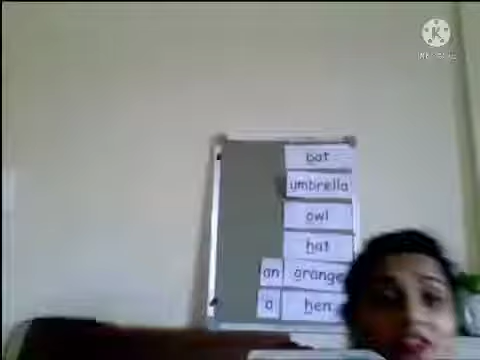 bat
umbrella
owl
hat
an orange
a hen